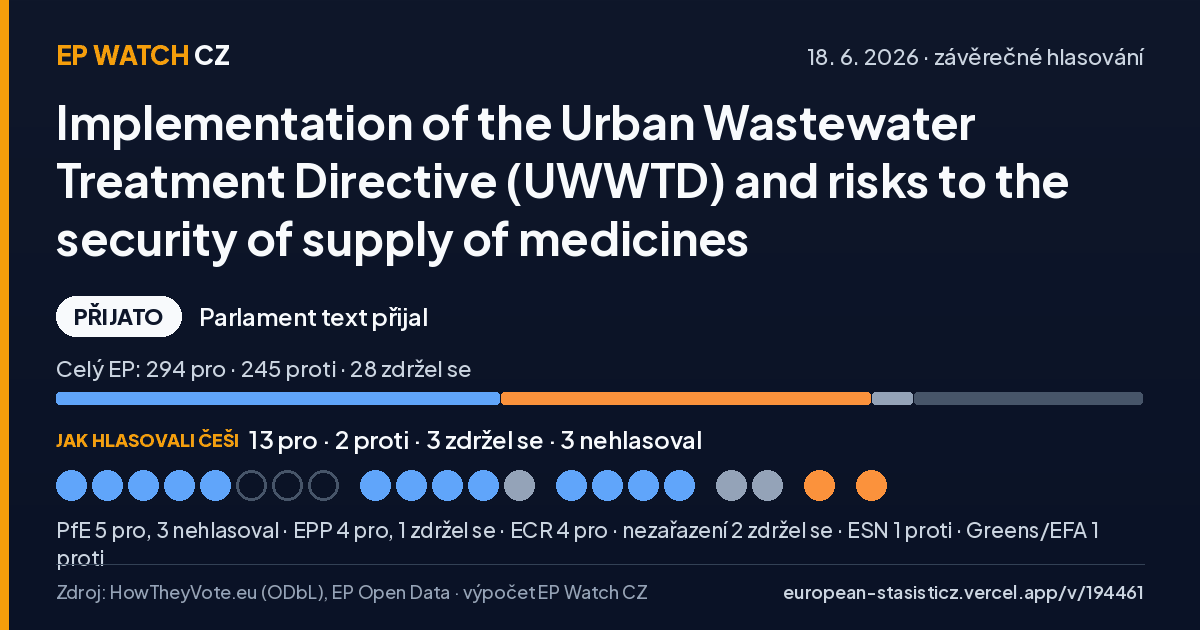 EP WATCH CZ
18. 6. 2026 · závěrečné hlasování
Implementation of the Urban Wastewater
Treatment Directive (UWWTD) and risks to the
security of supply of medicines
PŘIJATO Parlament text přijal
Celý EP: 294 pro · 245 proti · 28 zdržel se
JAK HLASOVALI ČEŠI 13 pro · 2 proti · 3 zdržel se · 3 nehlasoval
PfE 5 pro, 3 nehlasoval · EPP 4 pro, 1 zdržel se · ECR 4 pro · nezařazení 2 zdržel se · ESN 1 proti · Greens/EFA 1
proti
Zdroj: HowTheyVote.eu (ODbL), EP Open Data · výpočet EP Watch CZ
european-stasisticz.vercel.app/v/194461